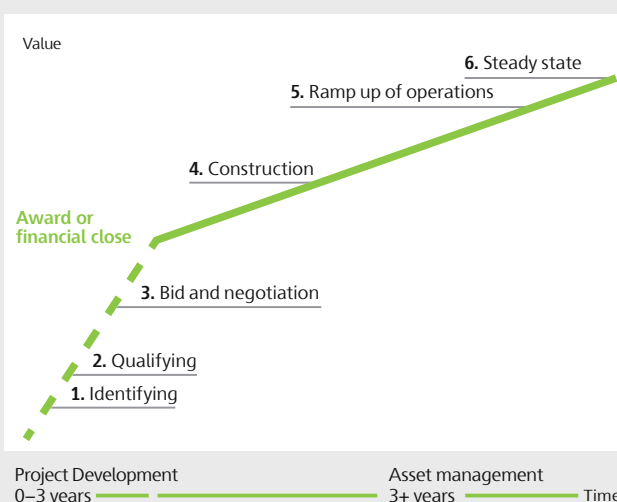 Value
6. Steady state
5. Ramp up of operations
4. Construction
Award or
financial close
3. Bid and negotiation
2. Qualifying
1. Identifying
Project Development
0–3 years
Asset management
3+ years
Time